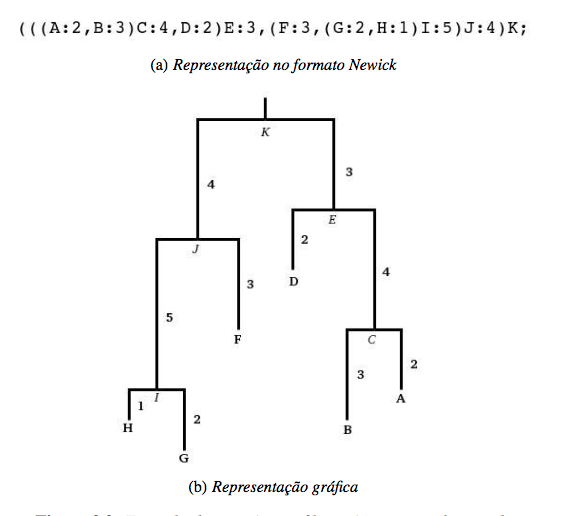 (((A:2,B:3)C:4,D:2)E:3,(F:3,(G:2,H:1)I:5)J:4)K;
(a) Representação no formato Newick
K
3
4
E
2
J
4
D
3
5
F
C
2
3
I
1
A
2
H
B
G
(b) Representação gráfica